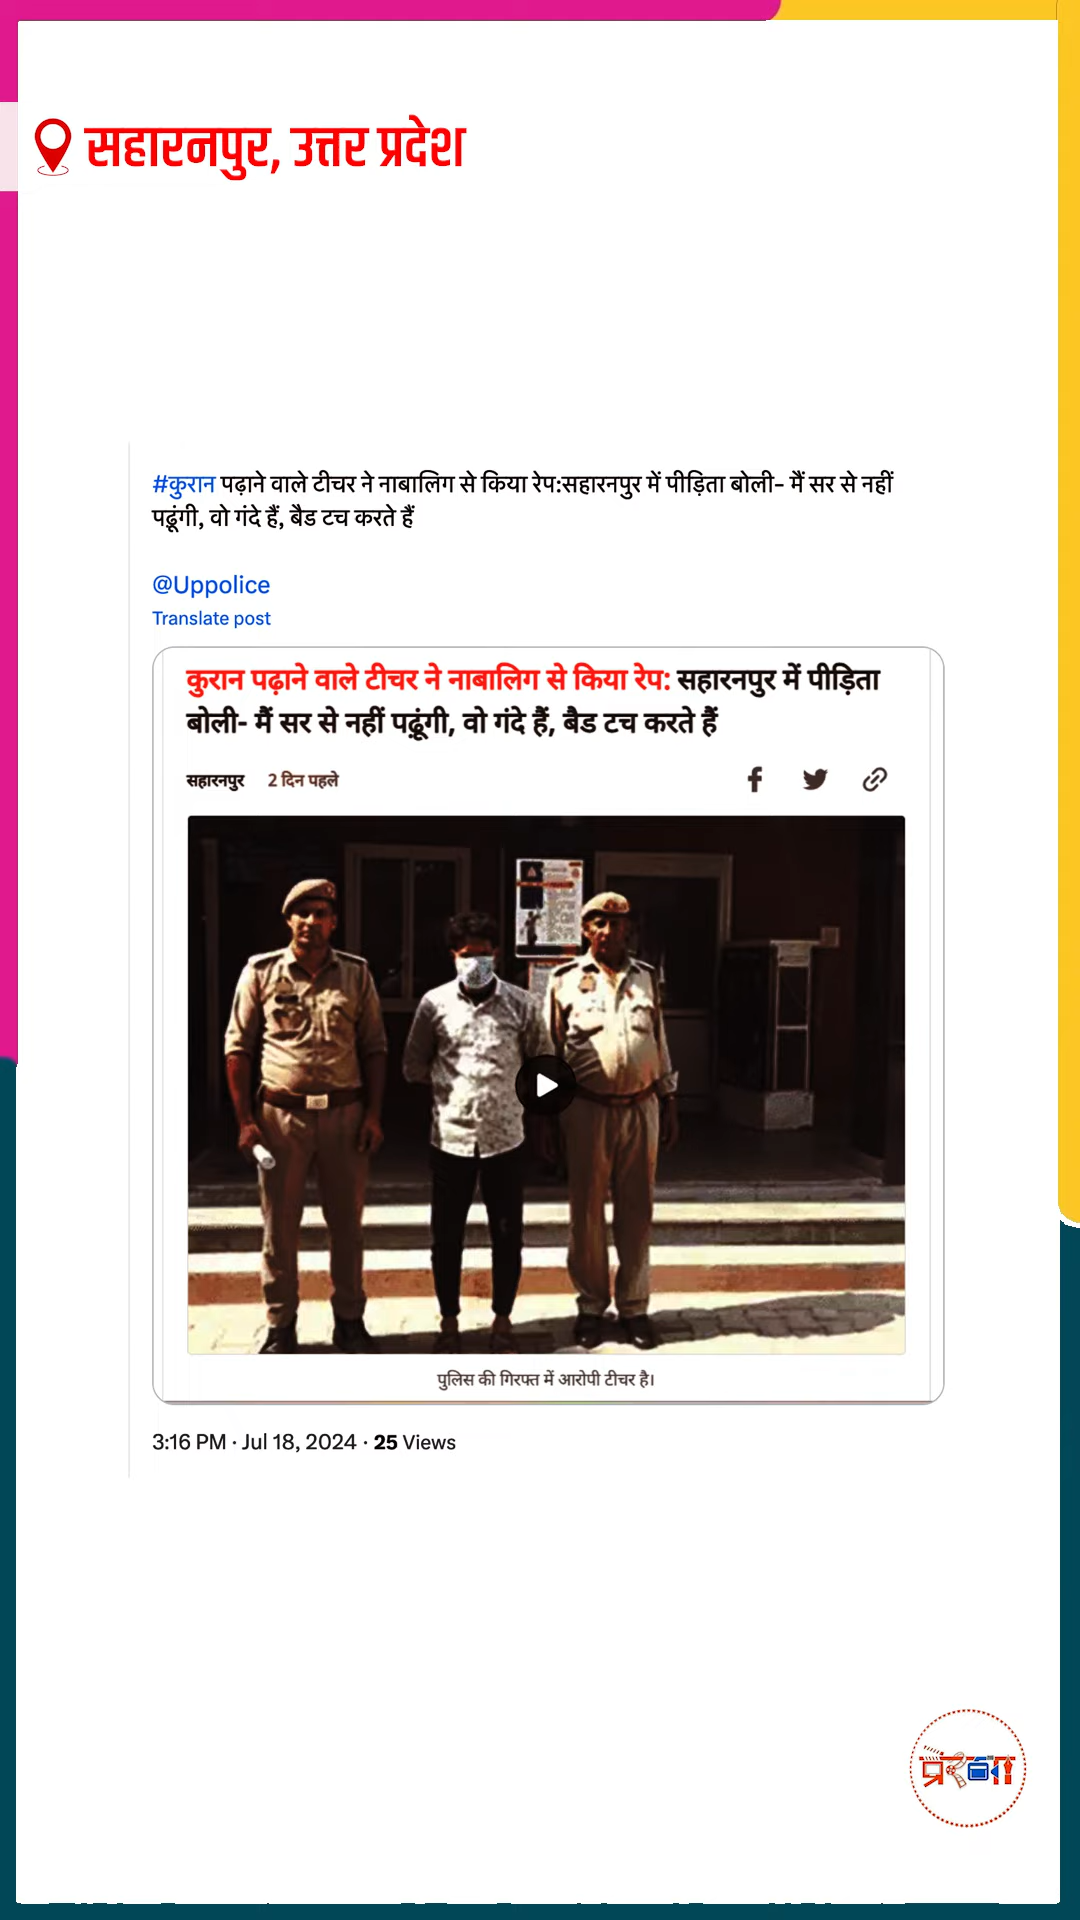 सहारनपुर, उत्तर प्रदेश
#कुरान पढ़ाने वाले टीचर ने नाबालिग से किया रेप:सहारनपुर में पीड़िता बोली- मैं सर से नहीं
पढूंगी, वो गंदे हैं, बैड टच करते हैं
@Uppolice
Translate post
कुरान पढ़ाने वाले टीचर ने नाबालिग से किया रेप: सहारनपुर में पीड़िता
बोली- मैं सर से नहीं पढूंगी, वो गंदे हैं, बैड टच करते हैं
सहारनपुर 2 दिन पहले
पुलिस की गिरफ्त में आरोपी टीचर है।
3:16 PM · Jul 18, 2024 · 25 Views
प्रेरणा